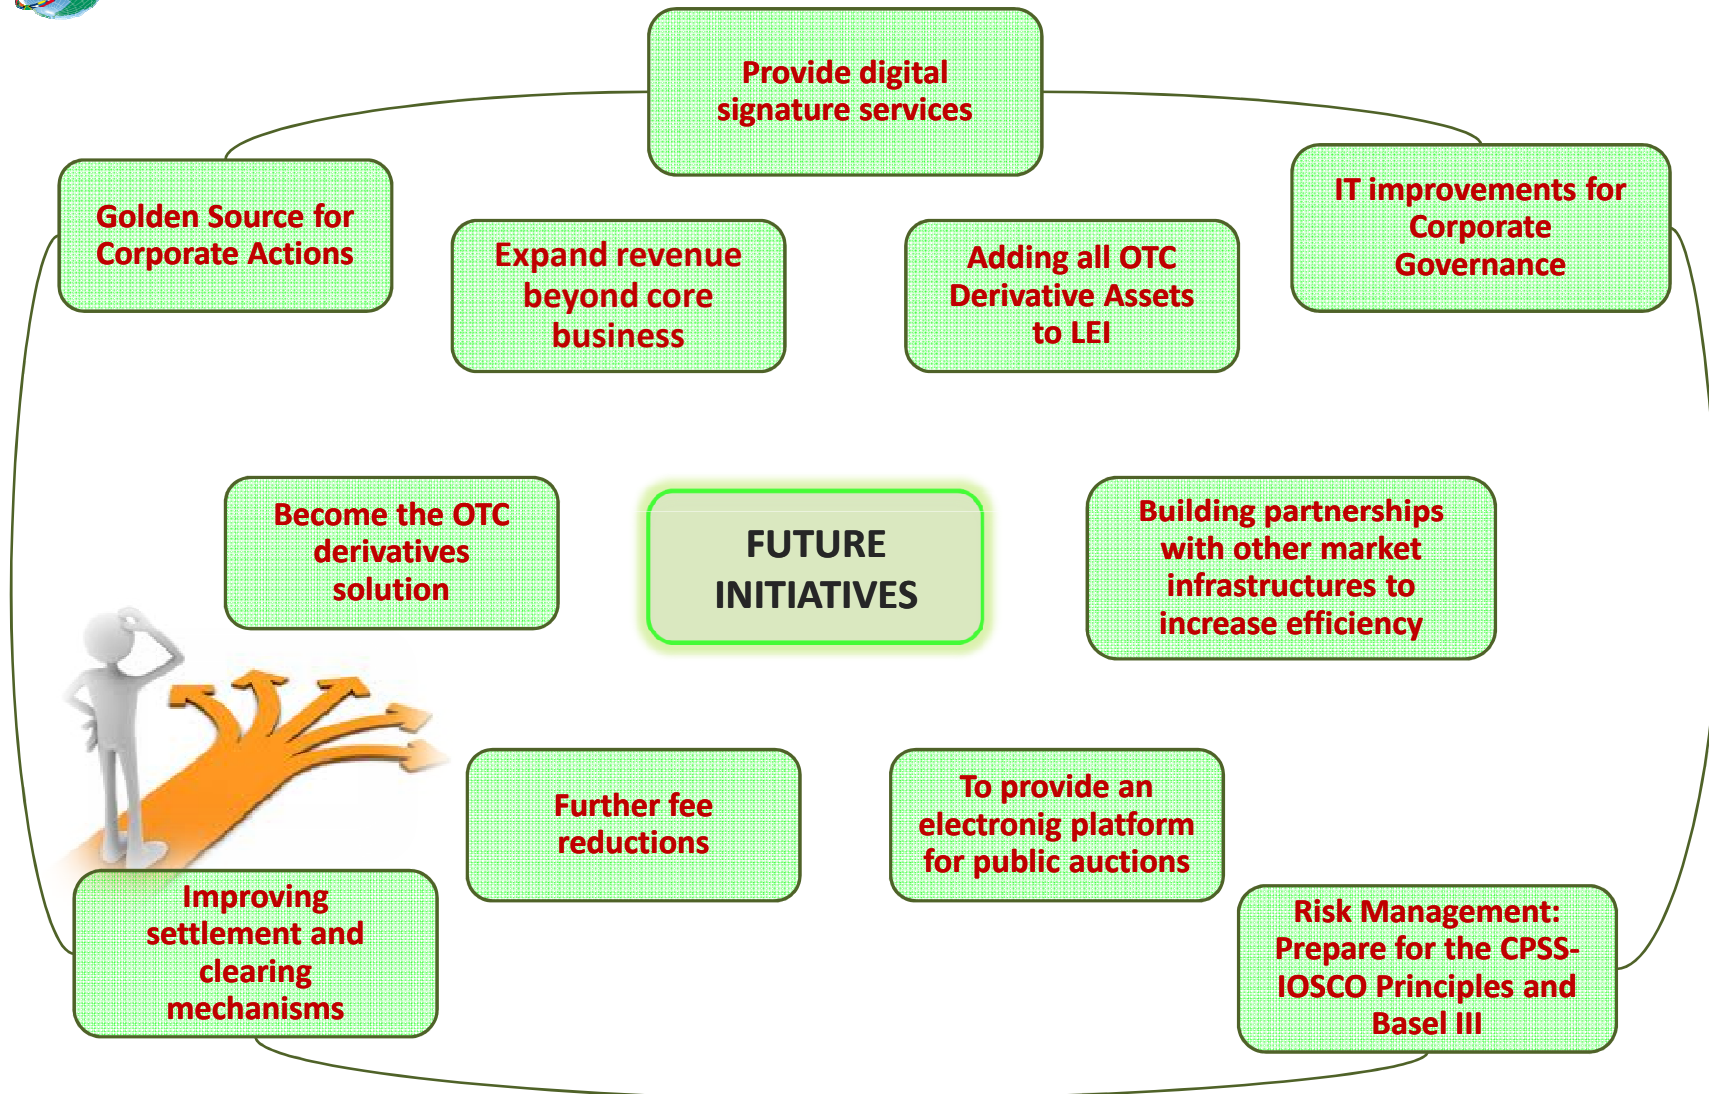 Provide digital
signature services
Golden Source for
Corporate Actions
IT improvements for
Corporate
Governance
Expand revenue
beyond core
business
Adding all OTC
Derivative Assets
to LEI
Become the OTC
derivatives
solution
FUTURE
INITIATIVES
Building partnerships
with other market
infrastructures to
increase efficiency
Further fee
reductions
To provide an
electronig platform
for public auctions
Improving
settlement and
clearing
mechanisms
Risk Management:
Prepare for the CPSS-
IOSCO Principles and
Basel III